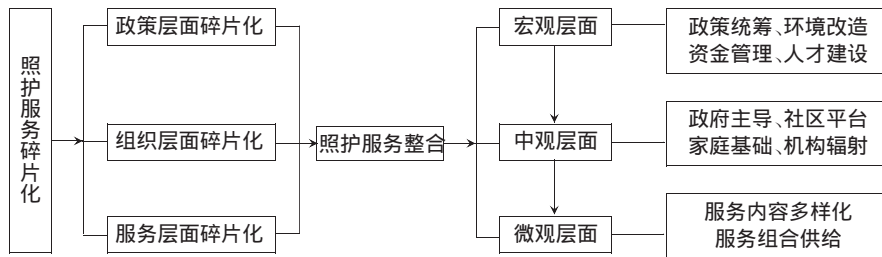 照护服务碎片化
政策层面碎片化
组织层面碎片化
服务层面碎片化
照护服务整合
宏观层面
中观层面
微观层面
政策统筹、环境改造
资金管理、人才建设
政府主导、社区平台
家庭基础、机构辐射
服务内容多样化
服务组合供给